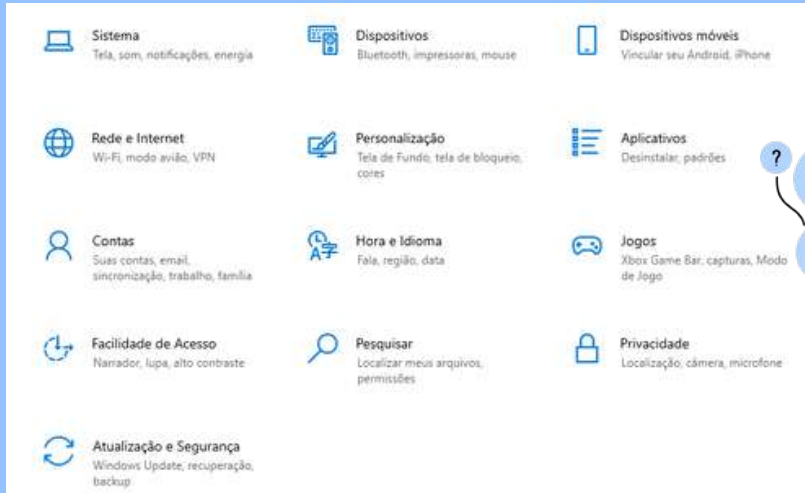 Sistema
Tela, som, notificações, energia
Dispositivos
Bluetooth, impressoras, mouse
Dispositivos móveis
Vincular seu Android, iPhone
Rede e Internet
Wi-Fi, modo avião, VPN
Personalização
Tela de Fundo, tela de bloqueio,
cores
Aplicativos
Desinstalar, padrões
?
Contas
Suas contas, email,
sincronização, trabalho, família
Hora e Idioma
Fala, região, data
Jogos
Xbox Game Bar, capturas, Modo
de Jogo
Facilidade de Acesso
Narrador, lupa, alto contraste
Pesquisar
Localizar meus arquivos,
permissões
Privacidade
Localização, câmera, microfone
Atualização e Segurança
Windows Update, recuperação,
backup